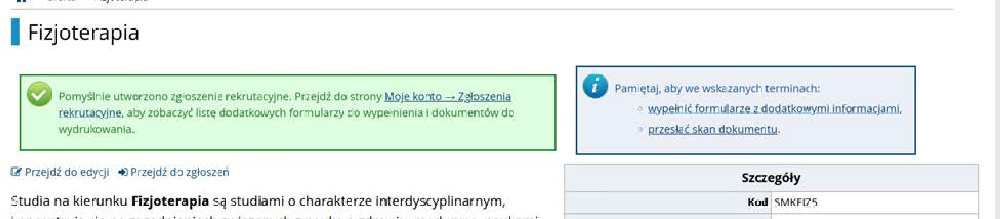 Fizjoterapia
Pomyślnie utworzono zgłoszenie rekrutacyjne. Przejdź do strony Moje konto → Zgłoszenia
rekrutacyjne, aby zobaczyć listę dodatkowych formularzy do wypełnienia i dokumentów do
wydrukowania.
Pamiętaj, aby we wskazanych terminach:
wypełnić formularze z dodatkowymi informacjami,
przesłać skan dokumentu.
Przejdź do edycji Przejdź do zgłoszeń
Studia na kierunku Fizjoterapia są studiami o charakterze interdyscyplinarnym,
Szczegóły
Kod SMKFIZ5